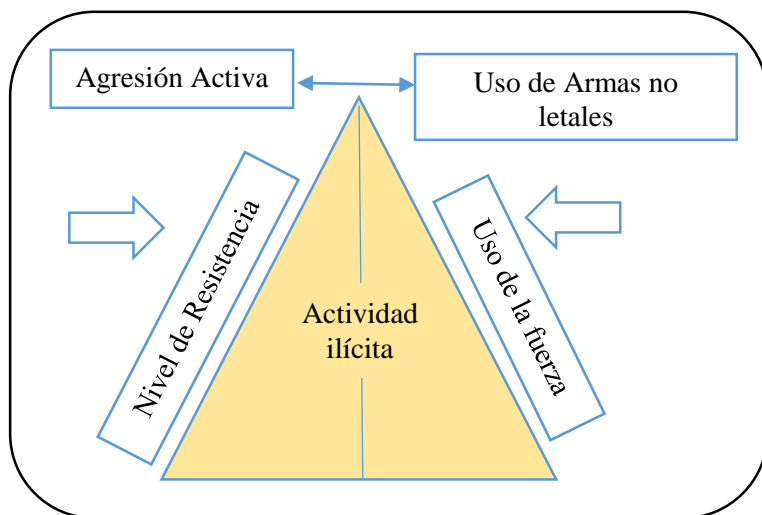 Agresión Activa
Uso de Armas no
letales
Nivel de Resistencia
Uso de la fuerza
Actividad
ilícita